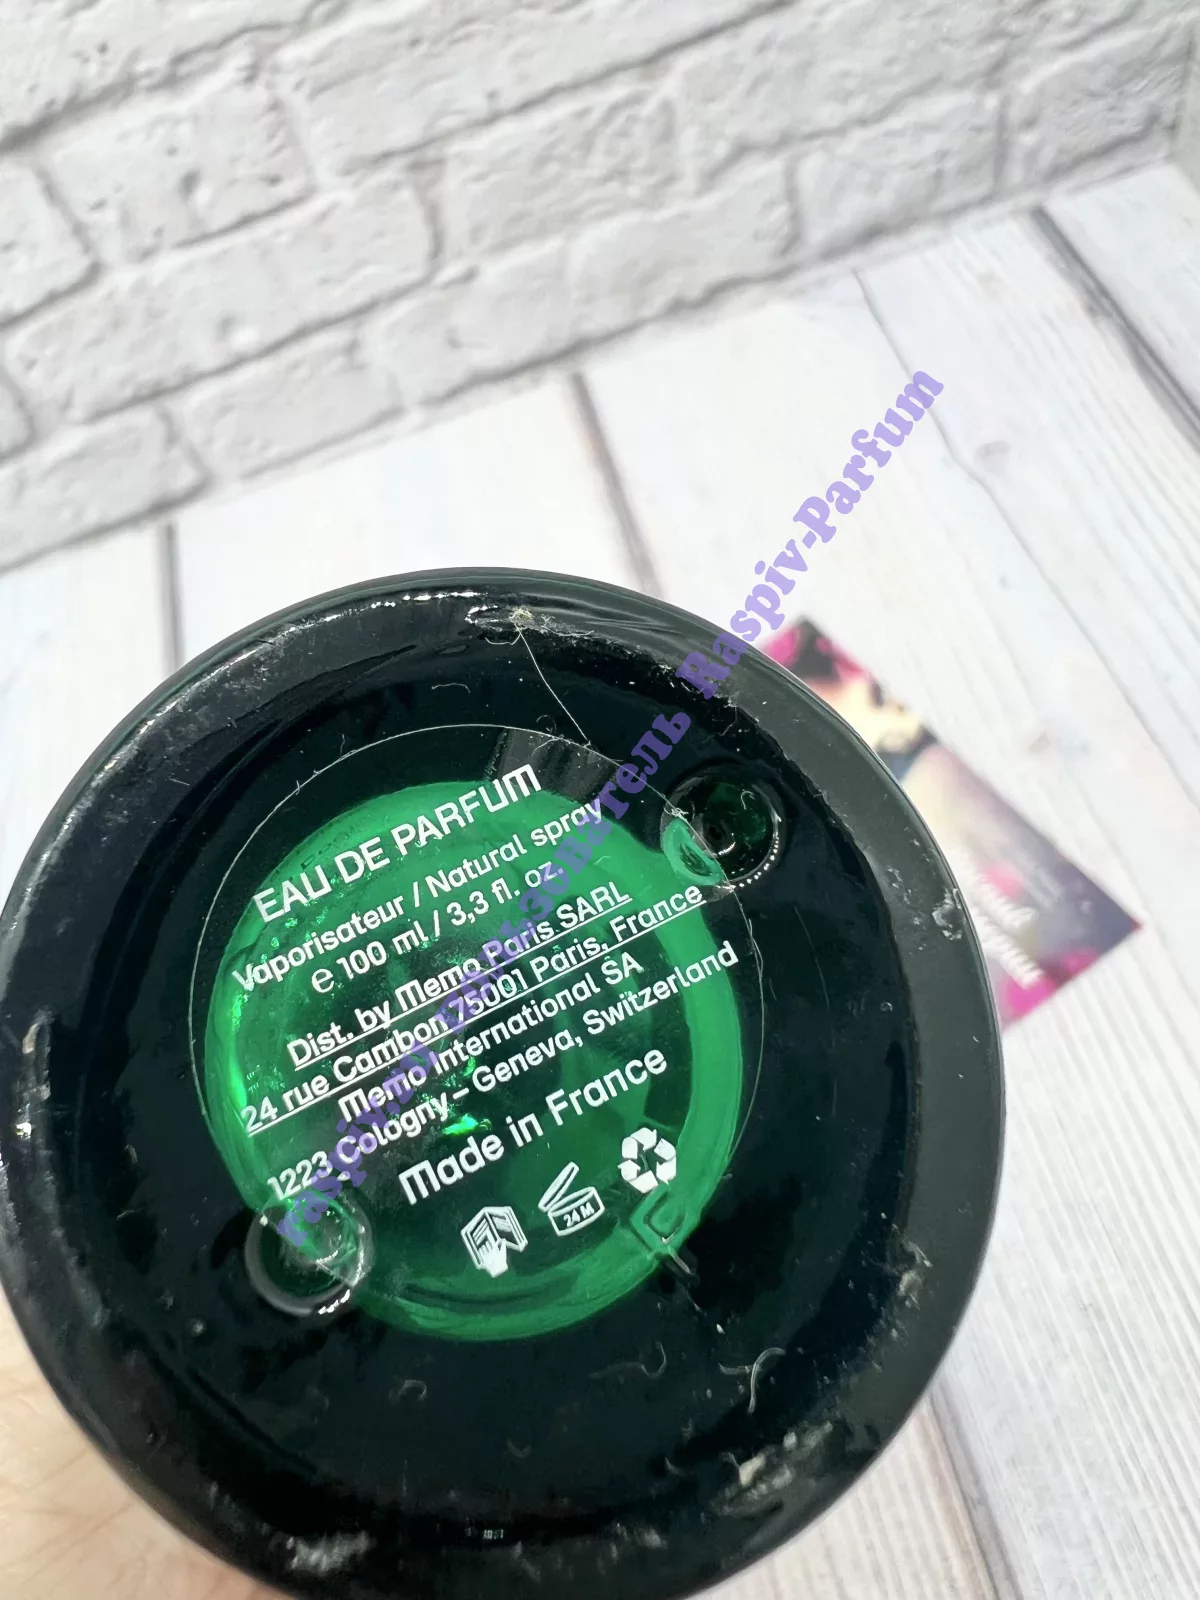 EAU DE PARFUM
Vaporisateur / Natural spray
℮ 100 ml / 3,3 fl. oz.
Dist. by Memo Paris SARL
24 rue Cambon 75001 Paris, France
Memo International SA
1223 Cologny – Geneva, Switzerland
Made in France
24 M
пользователь Raspiv-Parfum